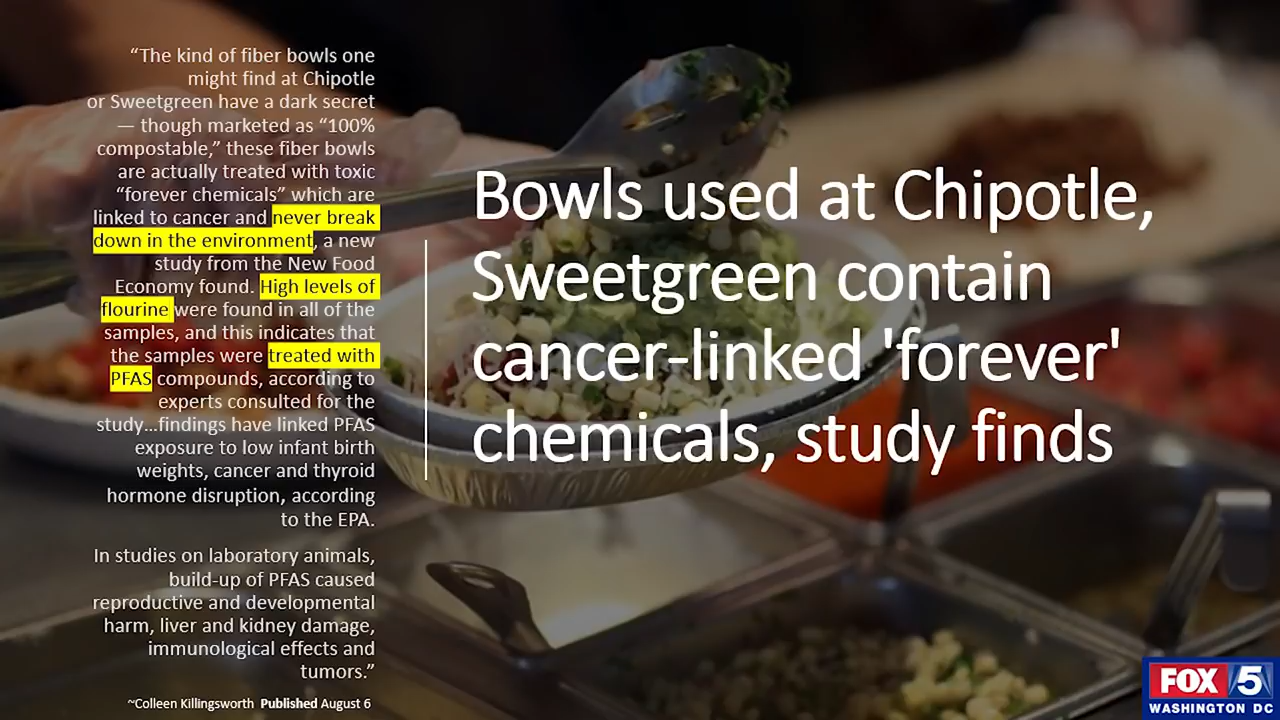 “The kind of fiber bowls one
might find at Chipotle
or Sweetgreen have a dark secret
— though marketed as “100%
compostable,” these fiber bowls
are actually treated with toxic
“forever chemicals” which are
linked to cancer and never break
down in the environment, a new
study from the New Food
Economy found. High levels of
flourine were found in all of the
samples, and this indicates that
the samples were treated with
PFAS compounds, according to
experts consulted for the
study…findings have linked PFAS
exposure to low infant birth
weights, cancer and thyroid
hormone disruption, according
to the EPA.
In studies on laboratory animals,
build-up of PFAS caused
reproductive and developmental
harm, liver and kidney damage,
immunological effects and
tumors.”
~Colleen Killingsworth Published August 6
Bowls used at Chipotle,
Sweetgreen contain
cancer-linked 'forever'
chemicals, study finds
FOX 5
WASHINGTON DC